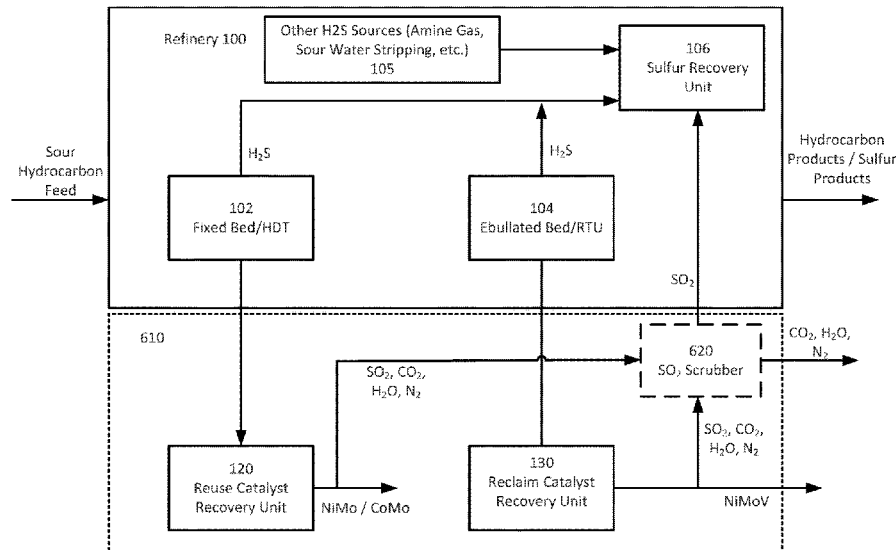 Refinery 100
Other H2S Sources (Amine Gas,
Sour Water Stripping, etc.)
105
106
Sulfur Recovery
Unit
Sour
Hydrocarbon
Feed
H₂S
H₂S
Hydrocarbon
Products / Sulfur
Products
102
Fixed Bed/HDT
104
Ebullated Bed/RTU
SO₂
610
SO₂, CO₂,
H₂O, N₂
620
SO₂ Scrubber
CO₂, H₂O,
N₂
SO₂, CO₂,
H₂O, N₂
120
Reuse Catalyst
Recovery Unit
NiMo / CoMo
130
Reclaim Catalyst
Recovery Unit
NiMoV